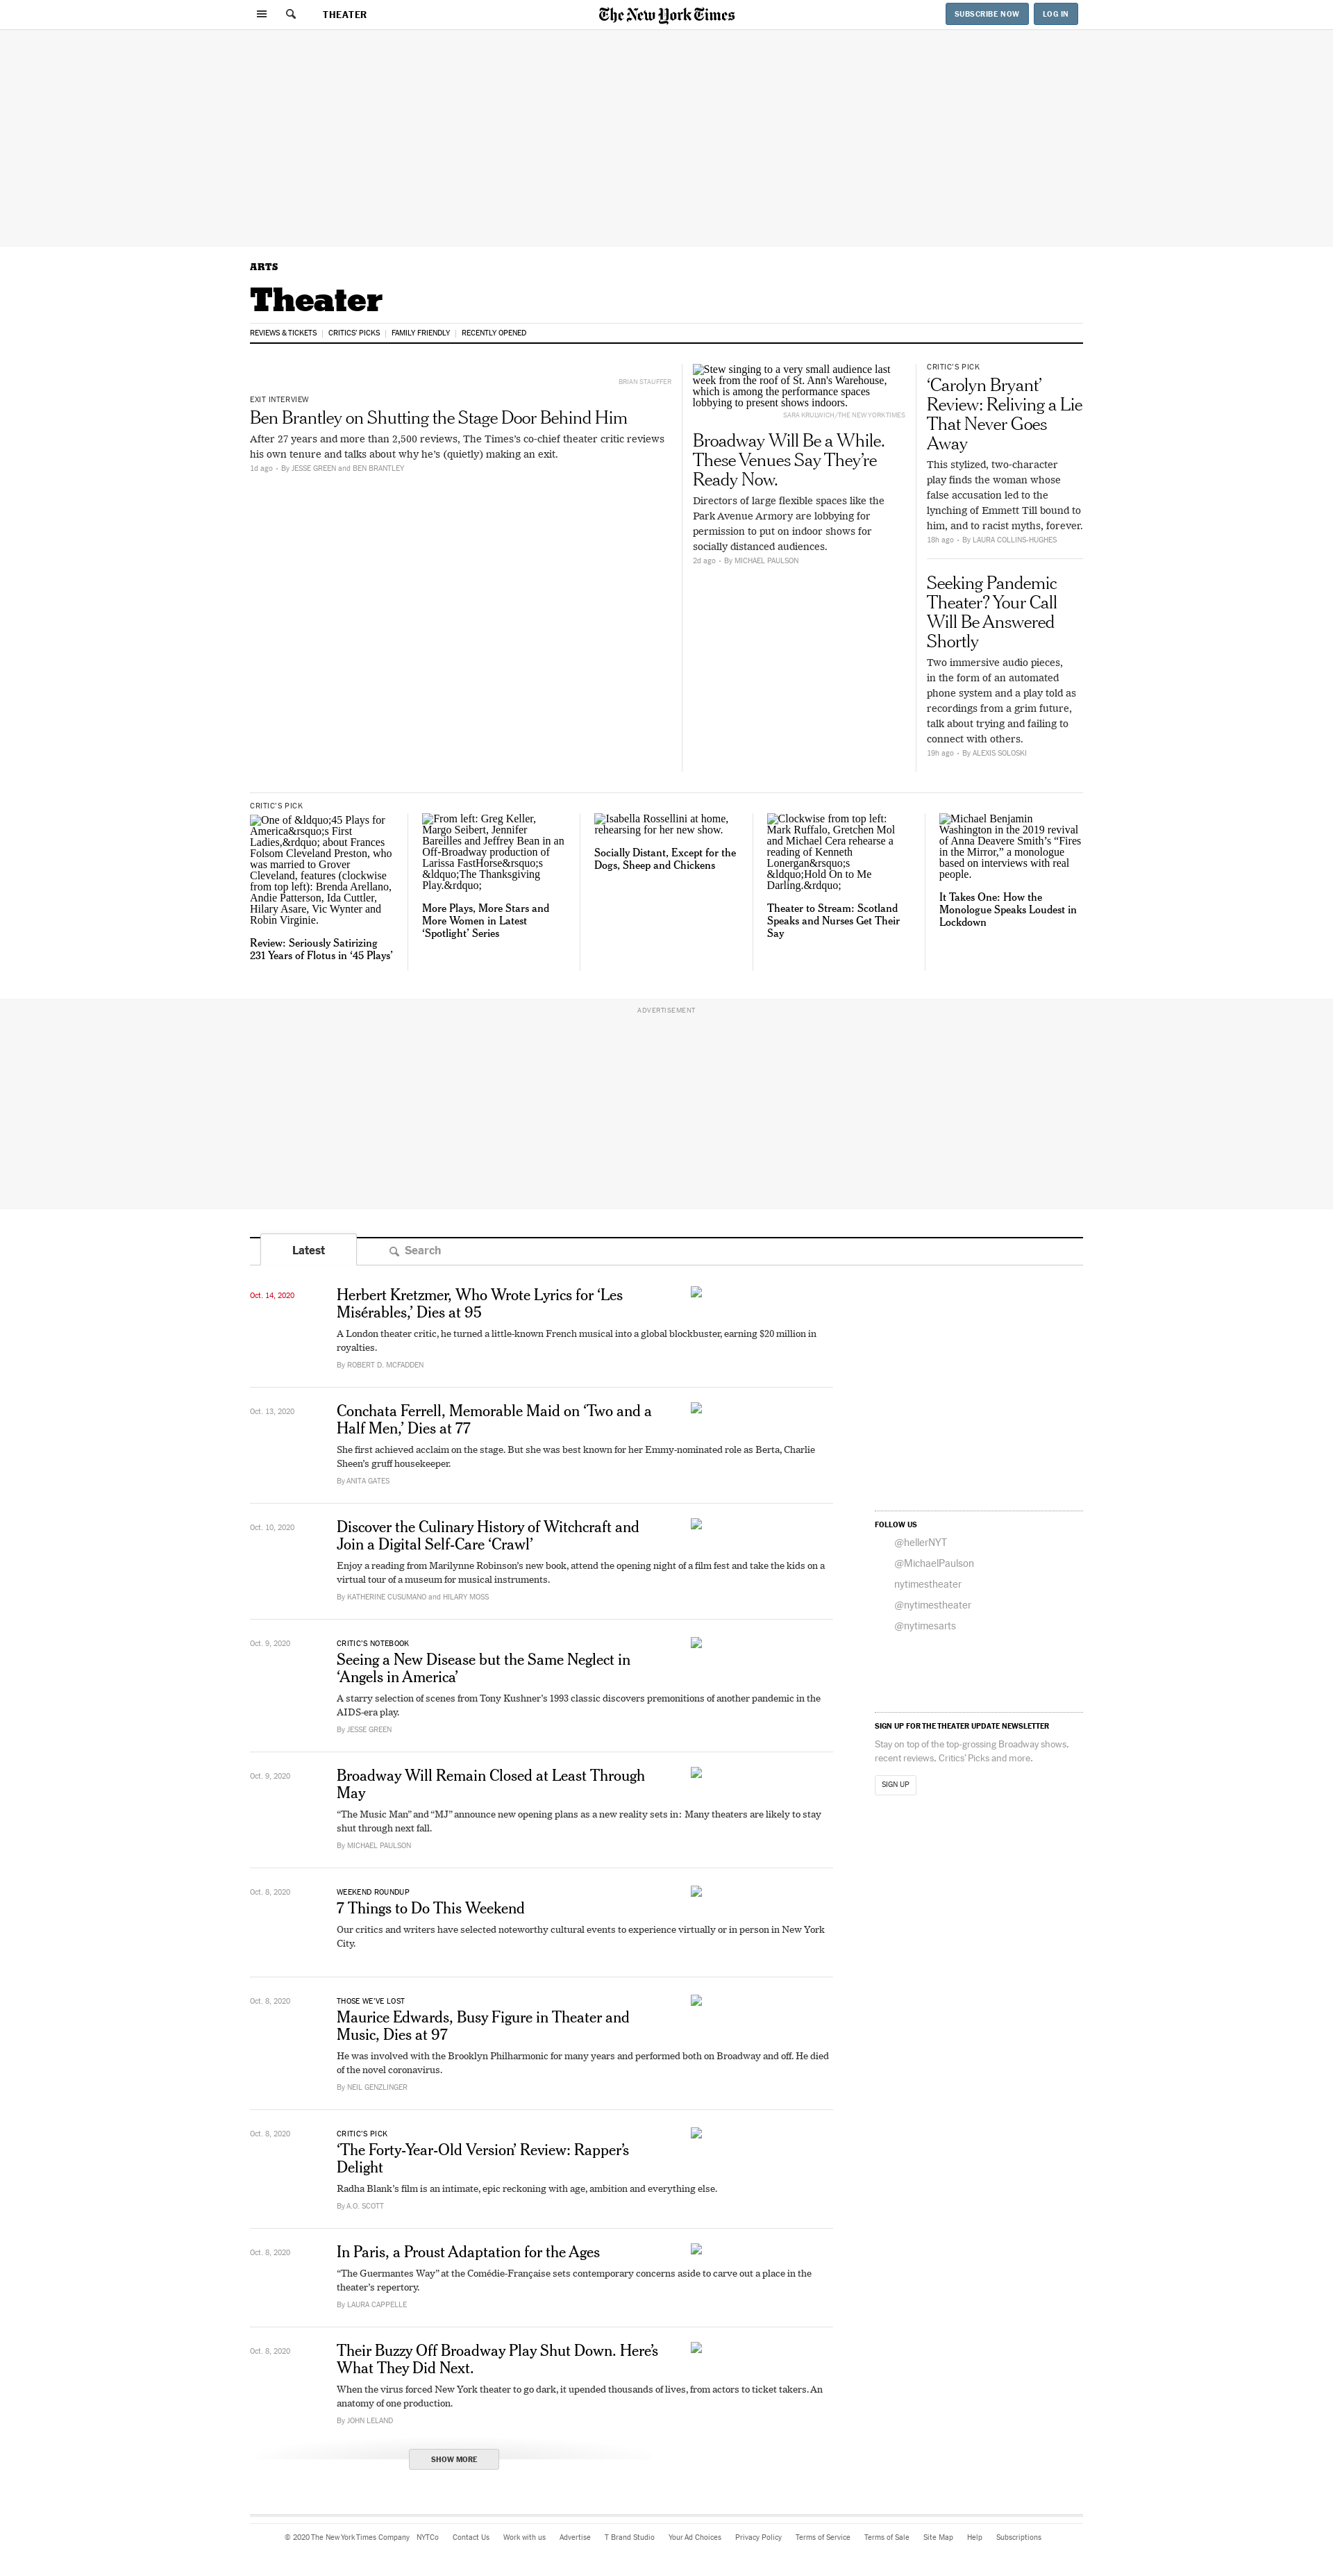 THEATER
The New York Times
SUBSCRIBE NOW
LOG IN
ARTS
Theater
REVIEWS & TICKETS
CRITICS' PICKS
FAMILY FRIENDLY
RECENTLY OPENED
BRIAN STAUFFER
EXIT INTERVIEW
Ben Brantley on Shutting the Stage Door Behind Him
After 27 years and more than 2,500 reviews, The Times's co-chief theater critic reviews
his own tenure and talks about why he's (quietly) making an exit.
1d ago • By JESSE GREEN and BEN BRANTLEY
Stew singing to a very small audience last
week from the roof of St. Ann's Warehouse,
which is among the performance spaces
lobbying to present shows indoors.
SARA KRULWICH/THE NEW YORK TIMES
Broadway Will Be a While.
These Venues Say They're
Ready Now.
Directors of large flexible spaces like the
Park Avenue Armory are lobbying for
permission to put on indoor shows for
socially distanced audiences.
2d ago • By MICHAEL PAULSON
CRITIC'S PICK
‘Carolyn Bryant’
Review: Reliving a Lie
That Never Goes
Away
This stylized, two-character
play finds the woman whose
false accusation led to the
lynching of Emmett Till bound to
him, and to racist myths, forever.
18h ago • By LAURA COLLINS-HUGHES
Seeking Pandemic
Theater? Your Call
Will Be Answered
Shortly
Two immersive audio pieces,
in the form of an automated
phone system and a play told as
recordings from a grim future,
talk about trying and failing to
connect with others.
19h ago • By ALEXIS SOLOSKI
CRITIC'S PICK
One of &ldquo;45 Plays for
America&rsquo;s First
Ladies,&rdquo; about Frances
Folsom Cleveland Preston, who
was married to Grover
Cleveland, features (clockwise
from top left): Brenda Arellano,
Andie Patterson, Ida Cuttler,
Hilary Asare, Vic Wynter and
Robin Virginie.
Review: Seriously Satirizing
231 Years of Flotus in ‘45 Plays’
From left: Greg Keller,
Margo Seibert, Jennifer
Bareilles and Jeffrey Bean in an
Off-Broadway production of
Larissa FastHorse&rsquo;s
&ldquo;The Thanksgiving
Play.&rdquo;
More Plays, More Stars and
More Women in Latest
‘Spotlight’ Series
Isabella Rossellini at home,
rehearsing for her new show.
Socially Distant, Except for the
Dogs, Sheep and Chickens
Clockwise from top left:
Mark Ruffalo, Gretchen Mol
and Michael Cera rehearse a
reading of Kenneth
Lonergan&rsquo;s
&ldquo;Hold On to Me
Darling.&rdquo;
Theater to Stream: Scotland
Speaks and Nurses Get Their
Say
Michael Benjamin
Washington in the 2019 revival
of Anna Deavere Smith’s “Fires
in the Mirror,” a monologue
based on interviews with real
people.
It Takes One: How the
Monologue Speaks Loudest in
Lockdown
ADVERTISEMENT
Latest
Search
Oct. 14, 2020
Herbert Kretzmer, Who Wrote Lyrics for ‘Les
Misérables,’ Dies at 95
A London theater critic, he turned a little-known French musical into a global blockbuster, earning $20 million in
royalties.
By ROBERT D. MCFADDEN
Oct. 13, 2020
Conchata Ferrell, Memorable Maid on ‘Two and a
Half Men,’ Dies at 77
She first achieved acclaim on the stage. But she was best known for her Emmy-nominated role as Berta, Charlie
Sheen’s gruff housekeeper.
By ANITA GATES
Oct. 10, 2020
Discover the Culinary History of Witchcraft and
Join a Digital Self-Care ‘Crawl’
Enjoy a reading from Marilynne Robinson’s new book, attend the opening night of a film fest and take the kids on a
virtual tour of a museum for musical instruments.
By KATHERINE CUSUMANO and HILARY MOSS
FOLLOW US
@hellerNYT
@MichaelPaulson
nytimestheater
@nytimestheater
@nytimesarts
Oct. 9, 2020
CRITIC’S NOTEBOOK
Seeing a New Disease but the Same Neglect in
‘Angels in America’
A starry selection of scenes from Tony Kushner’s 1993 classic discovers premonitions of another pandemic in the
AIDS-era play.
By JESSE GREEN
SIGN UP FOR THE THEATER UPDATE NEWSLETTER
Stay on top of the top-grossing Broadway shows,
recent reviews, Critics’ Picks and more.
SIGN UP
Oct. 9, 2020
Broadway Will Remain Closed at Least Through
May
“The Music Man” and “MJ” announce new opening plans as a new reality sets in: Many theaters are likely to stay
shut through next fall.
By MICHAEL PAULSON
Oct. 8, 2020
WEEKEND ROUNDUP
7 Things to Do This Weekend
Our critics and writers have selected noteworthy cultural events to experience virtually or in person in New York
City.
Oct. 8, 2020
THOSE WE’VE LOST
Maurice Edwards, Busy Figure in Theater and
Music, Dies at 97
He was involved with the Brooklyn Philharmonic for many years and performed both on Broadway and off. He died
of the novel coronavirus.
By NEIL GENZLINGER
Oct. 8, 2020
CRITIC’S PICK
‘The Forty-Year-Old Version’ Review: Rapper’s
Delight
Radha Blank’s film is an intimate, epic reckoning with age, ambition and everything else.
By A.O. SCOTT
Oct. 8, 2020
In Paris, a Proust Adaptation for the Ages
“The Guermantes Way” at the Comédie-Française sets contemporary concerns aside to carve out a place in the
theater’s repertory.
By LAURA CAPPELLE
Oct. 8, 2020
Their Buzzy Off Broadway Play Shut Down. Here’s
What They Did Next.
When the virus forced New York theater to go dark, it upended thousands of lives, from actors to ticket takers. An
anatomy of one production.
By JOHN LELAND
SHOW MORE
© 2020 The New York Times Company NYTCo Contact Us Work with us Advertise T Brand Studio Your Ad Choices Privacy Policy Terms of Service Terms of Sale Site Map Help Subscriptions